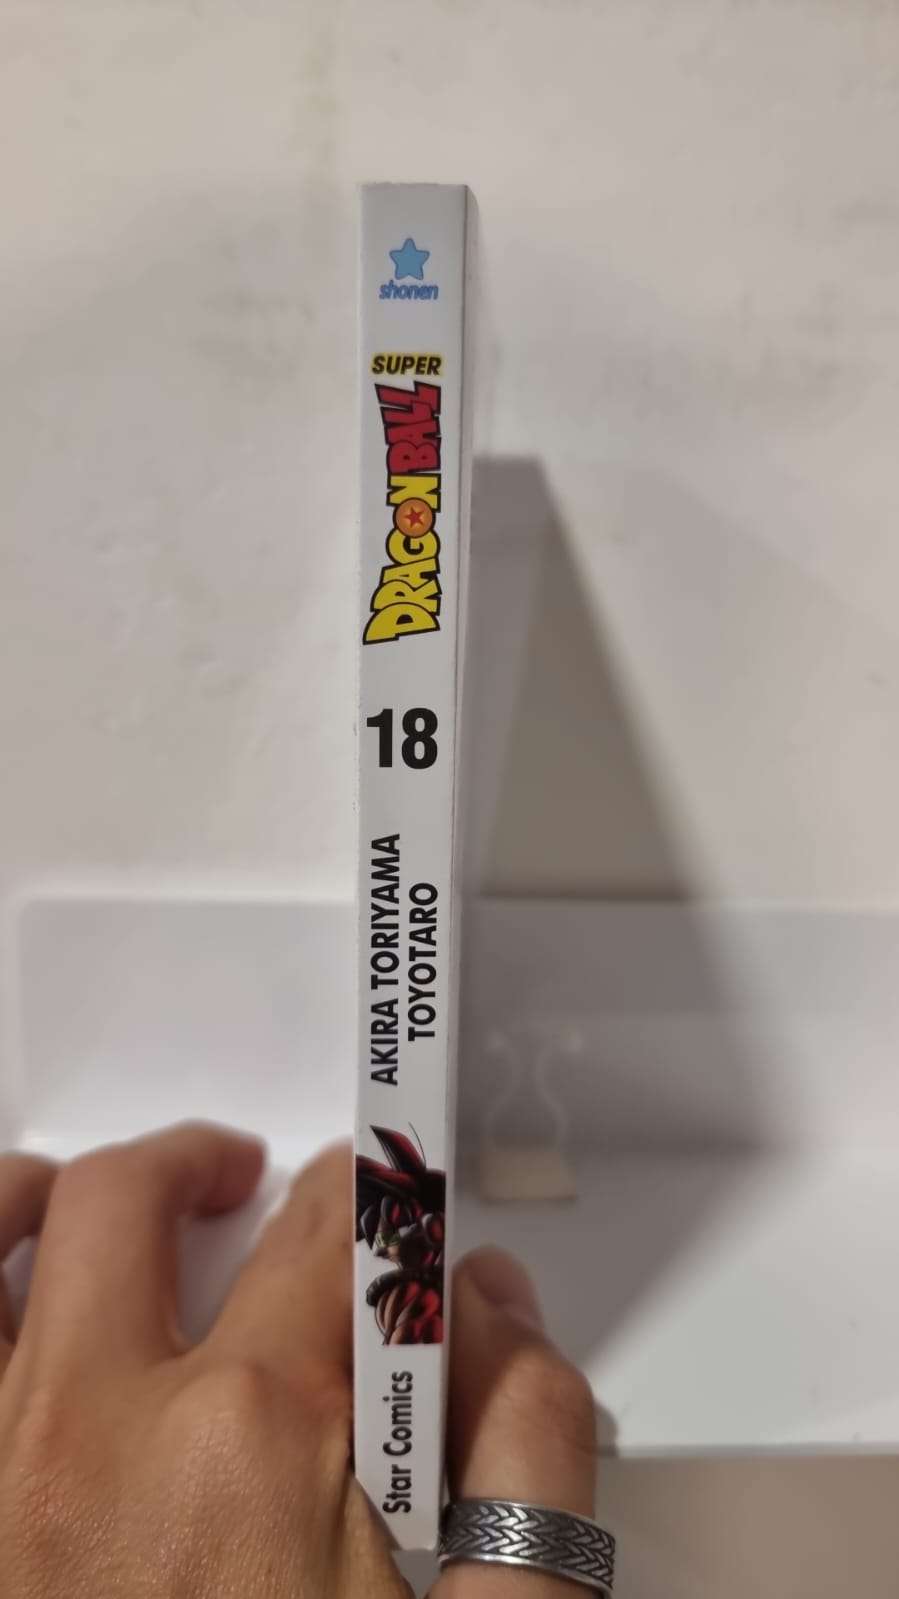 shonen
SUPER
DRAGON BALL
18
AKIRA TORIYAMA
TOYOTARO
Star Comics